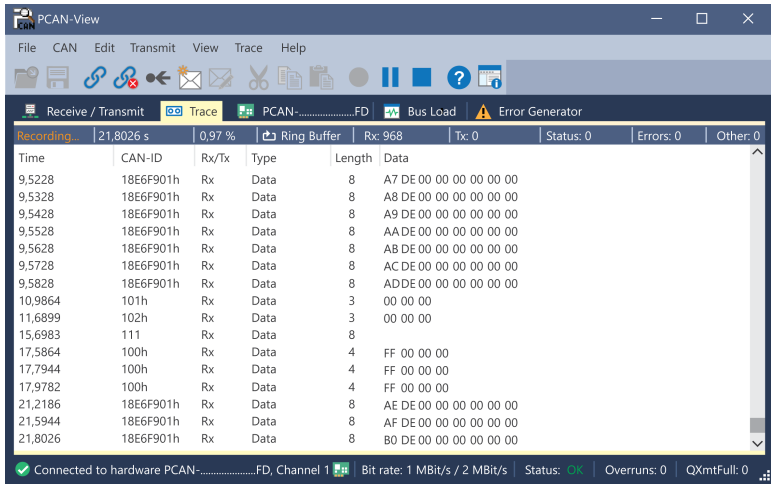 PCAN-View
File CAN Edit Transmit View Trace Help
Receive / Transmit Trace PCAN-.....................FD Bus Load Error Generator
Recording... 21,8026 s 0,97 % Ring Buffer Rx: 968 Tx: 0 Status: 0 Errors: 0 Other: 0
Time CAN-ID Rx/Tx Type Length Data
9,5228 18E6F901h Rx Data 8 A7 DE 00 00 00 00 00 00
9,5328 18E6F901h Rx Data 8 A8 DE 00 00 00 00 00 00
9,5428 18E6F901h Rx Data 8 A9 DE 00 00 00 00 00 00
9,5528 18E6F901h Rx Data 8 AA DE 00 00 00 00 00 00
9,5628 18E6F901h Rx Data 8 AB DE 00 00 00 00 00 00
9,5728 18E6F901h Rx Data 8 AC DE 00 00 00 00 00 00
9,5828 18E6F901h Rx Data 8 AD DE 00 00 00 00 00 00
10,9864 101h Rx Data 3 00 00 00
11,6899 102h Rx Data 3 00 00 00
15,6983 111 Rx Data 8
17,5864 100h Rx Data 4 FF 00 00 00
17,7944 100h Rx Data 4 FF 00 00 00
17,9782 100h Rx Data 4 FF 00 00 00
21,2186 18E6F901h Rx Data 8 AE DE 00 00 00 00 00 00
21,5944 18E6F901h Rx Data 8 AF DE 00 00 00 00 00 00
21,8026 18E6F901h Rx Data 8 B0 DE 00 00 00 00 00 00
Connected to hardware PCAN-.....................FD, Channel 1 Bit rate: 1 MBit/s / 2 MBit/s Status: OK Overruns: 0 QXmtFull: 0